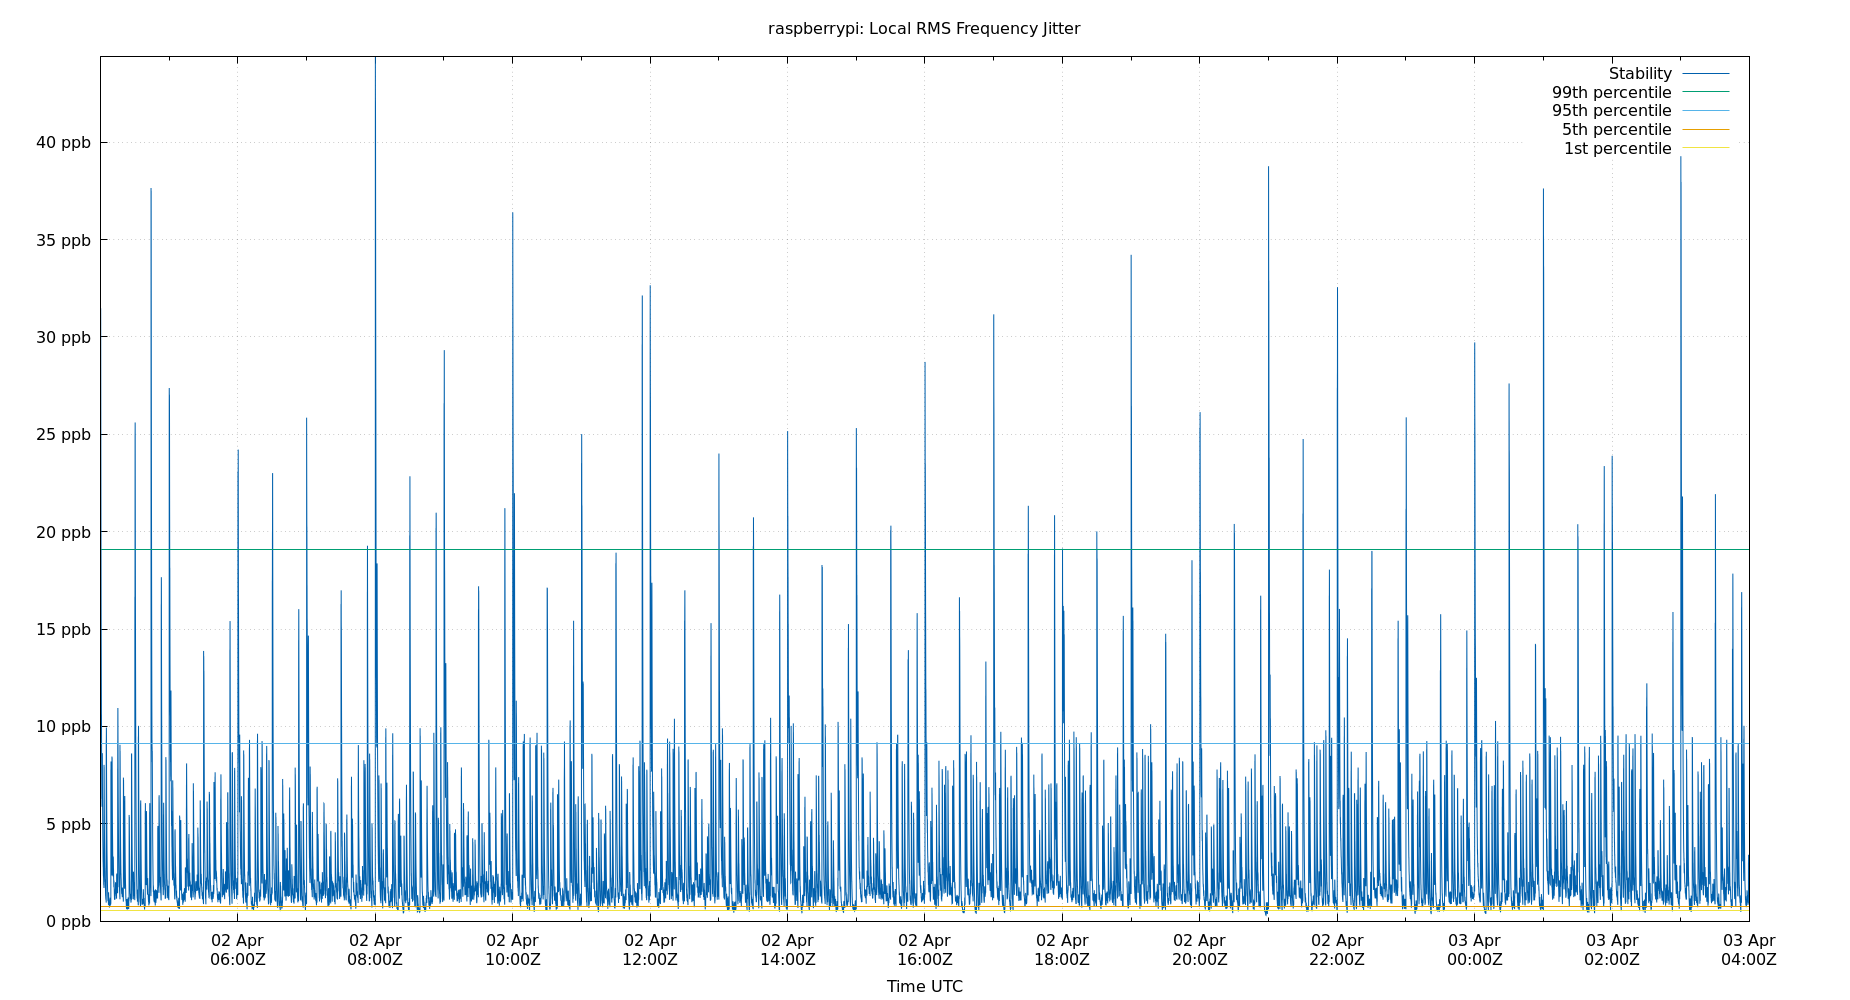 raspberrypi: Local RMS Frequency Jitter
Stability
99th percentile
95th percentile
5th percentile
1st percentile
40 ppb
35 ppb
30 ppb
25 ppb
20 ppb
15 ppb
10 ppb
5 ppb
0 ppb
02 Apr 02 Apr 02 Apr 02 Apr 02 Apr 02 Apr 02 Apr 02 Apr 02 Apr 03 Apr 03 Apr 03 Apr
06:00Z 08:00Z 10:00Z 12:00Z 14:00Z 16:00Z 18:00Z 20:00Z 22:00Z 00:00Z 02:00Z 04:00Z
Time UTC